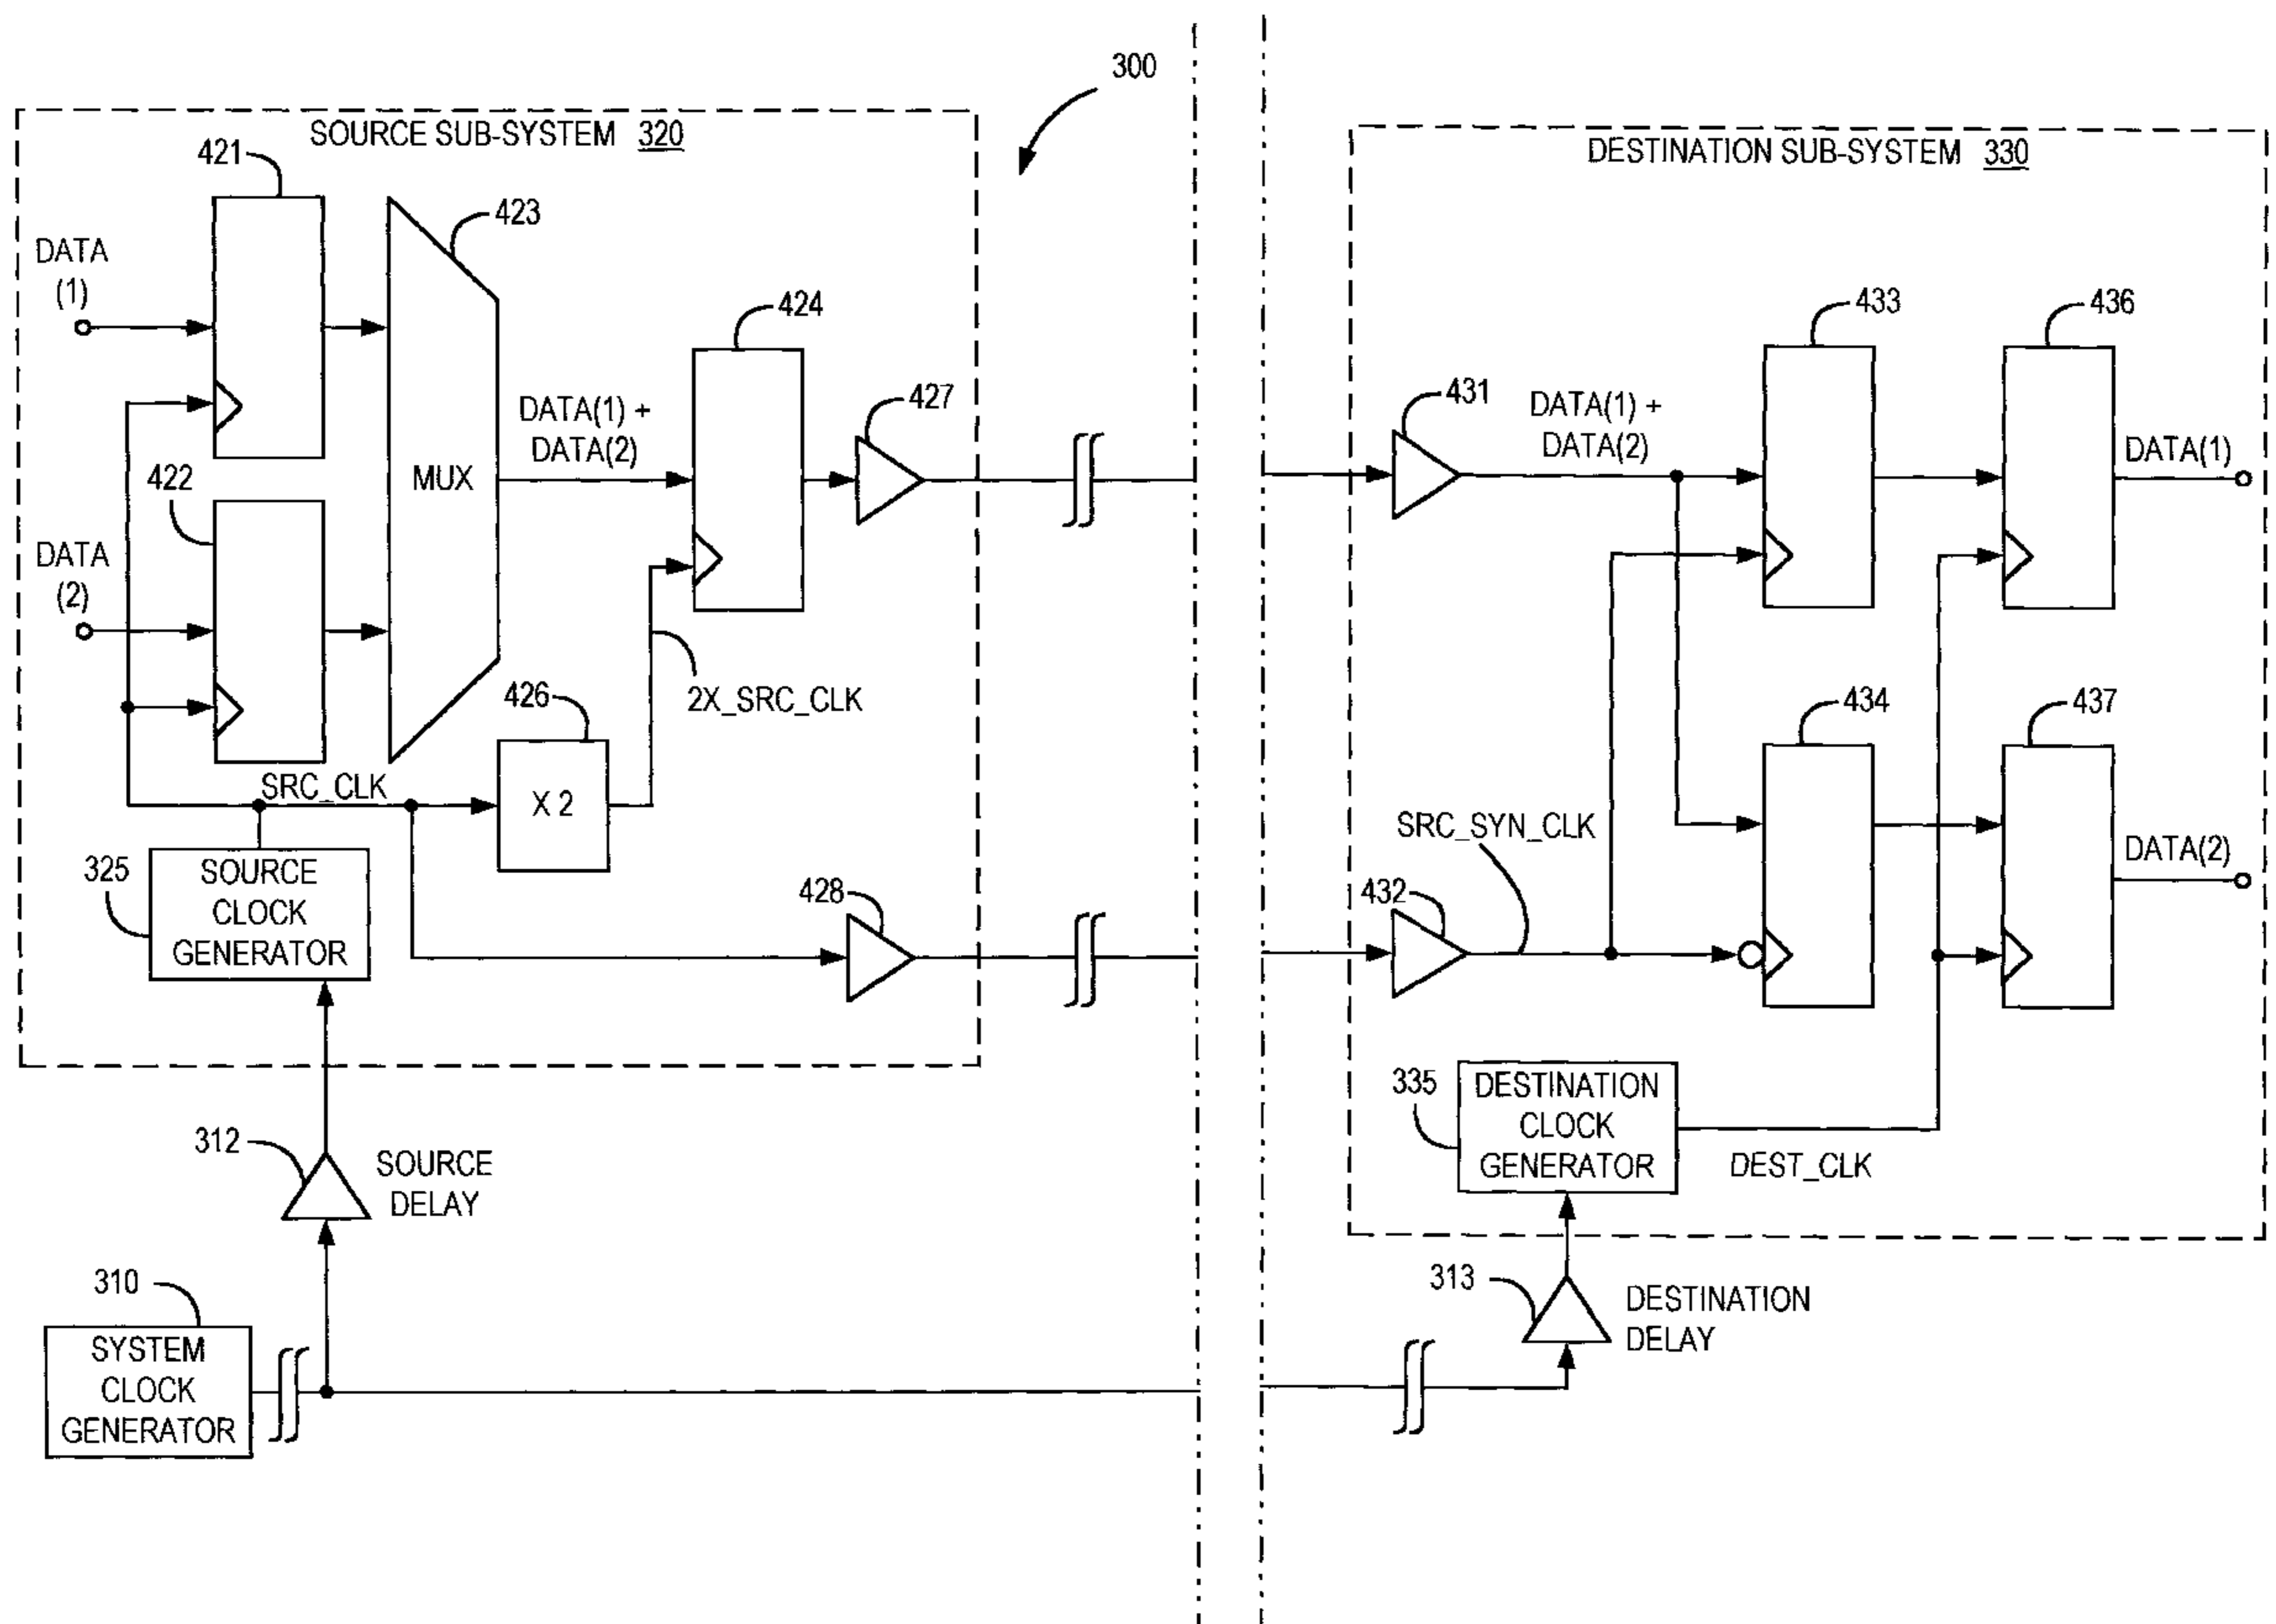 300
SOURCE SUB-SYSTEM 320
421
423
DATA
(1)
424
427
DATA(1) +
DATA(2)
422
MUX
DATA
(2)
426
2X_SRC_CLK
SRC_CLK
X 2
325
SOURCE
CLOCK
GENERATOR
428
312
SOURCE
DELAY
310
SYSTEM
CLOCK
GENERATOR
DESTINATION SUB-SYSTEM 330
433
436
431
DATA(1) +
DATA(2)
DATA(1)
434
437
SRC_SYN_CLK
DATA(2)
432
335
DESTINATION
CLOCK
GENERATOR
DEST_CLK
313
DESTINATION
DELAY